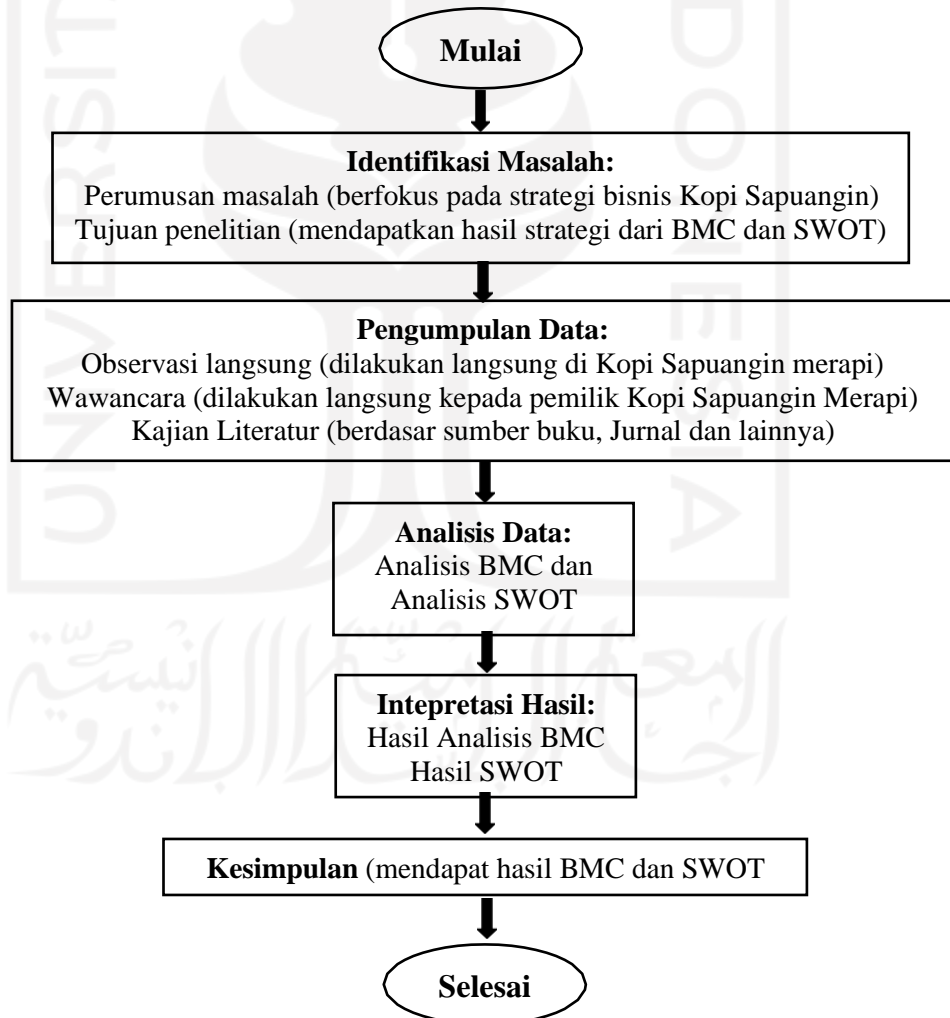 Mulai
Identifikasi Masalah:
Perumusan masalah (berfokus pada strategi bisnis Kopi Sapuangin)
Tujuan penelitian (mendapatkan hasil strategi dari BMC dan SWOT)
Pengumpulan Data:
Observasi langsung (dilakukan langsung di Kopi Sapuangin merapi)
Wawancara (dilakukan langsung kepada pemilik Kopi Sapuangin Merapi)
Kajian Literatur (berdasar sumber buku, Jurnal dan lainnya)
Analisis Data:
Analisis BMC dan
Analisis SWOT
Intepretasi Hasil:
Hasil Analisis BMC
Hasil SWOT
Kesimpulan (mendapat hasil BMC dan SWOT
Selesai